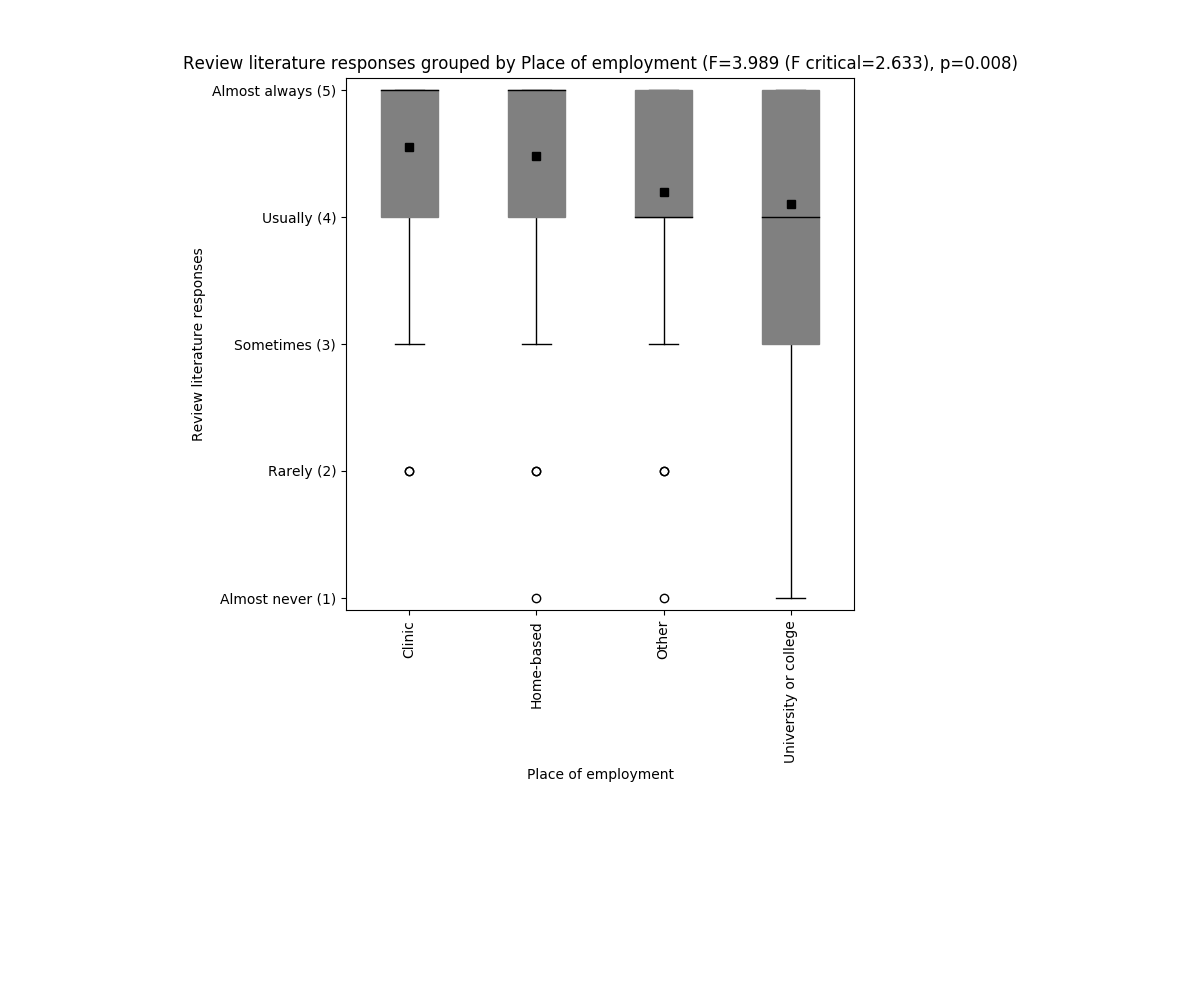 Review literature responses grouped by Place of employment (F=3.989 (F critical=2.633), p=0.008)
Almost always (5)
Usually (4)
Sometimes (3)
Rarely (2)
Almost never (1)
Review literature responses
Clinic
Home-based
Other
University or college
Place of employment